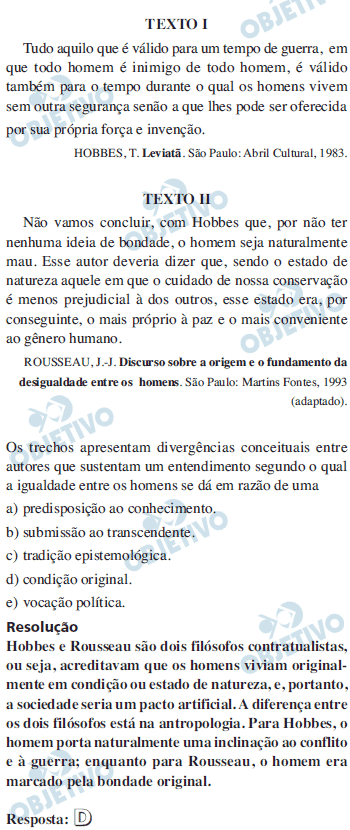 TEXTO I
Tudo aquilo que é válido para um tempo de guerra, em
que todo homem é inimigo de todo homem, é válido
também para o tempo durante o qual os homens vivem
sem outra segurança senão a que lhes pode ser oferecida
por sua própria força e invenção.
HOBBES, T. Leviatã. São Paulo: Abril Cultural, 1983.
TEXTO II
Não vamos concluir, com Hobbes que, por não ter
nenhuma ideia de bondade, o homem seja naturalmente
mau. Esse autor deveria dizer que, sendo o estado de
natureza aquele em que o cuidado de nossa conservação
é menos prejudicial à dos outros, esse estado era, por
conseguinte, o mais próprio à paz e o mais conveniente
ao gênero humano.
ROUSSEAU, J.-J. Discurso sobre a origem e o fundamento da
desigualdade entre os homens. São Paulo: Martins Fontes, 1993
(adaptado).
Os trechos apresentam divergências conceituais entre
autores que sustentam um entendimento segundo o qual
a igualdade entre os homens se dá em razão de uma
a) predisposição ao conhecimento.
b) submissão ao transcendente.
c) tradição epistemológica.
d) condição original.
e) vocação política.
Resolução
Hobbes e Rousseau são dois filósofos contratualistas,
ou seja, acreditavam que os homens viviam original-
mente em condição ou estado de natureza, e, portanto,
a sociedade seria um pacto artificial. A diferença entre
os dois filósofos está na antropologia. Para Hobbes, o
homem porta naturalmente uma inclinação ao conflito
e à guerra; enquanto para Rousseau, o homem era
marcado pela bondade original.
Resposta: D
OBJETIVO
OBJETIVO
OBJETIVO
OBJETIVO
OBJETIVO
OBJETIVO
OBJETIVO
OBJETIVO